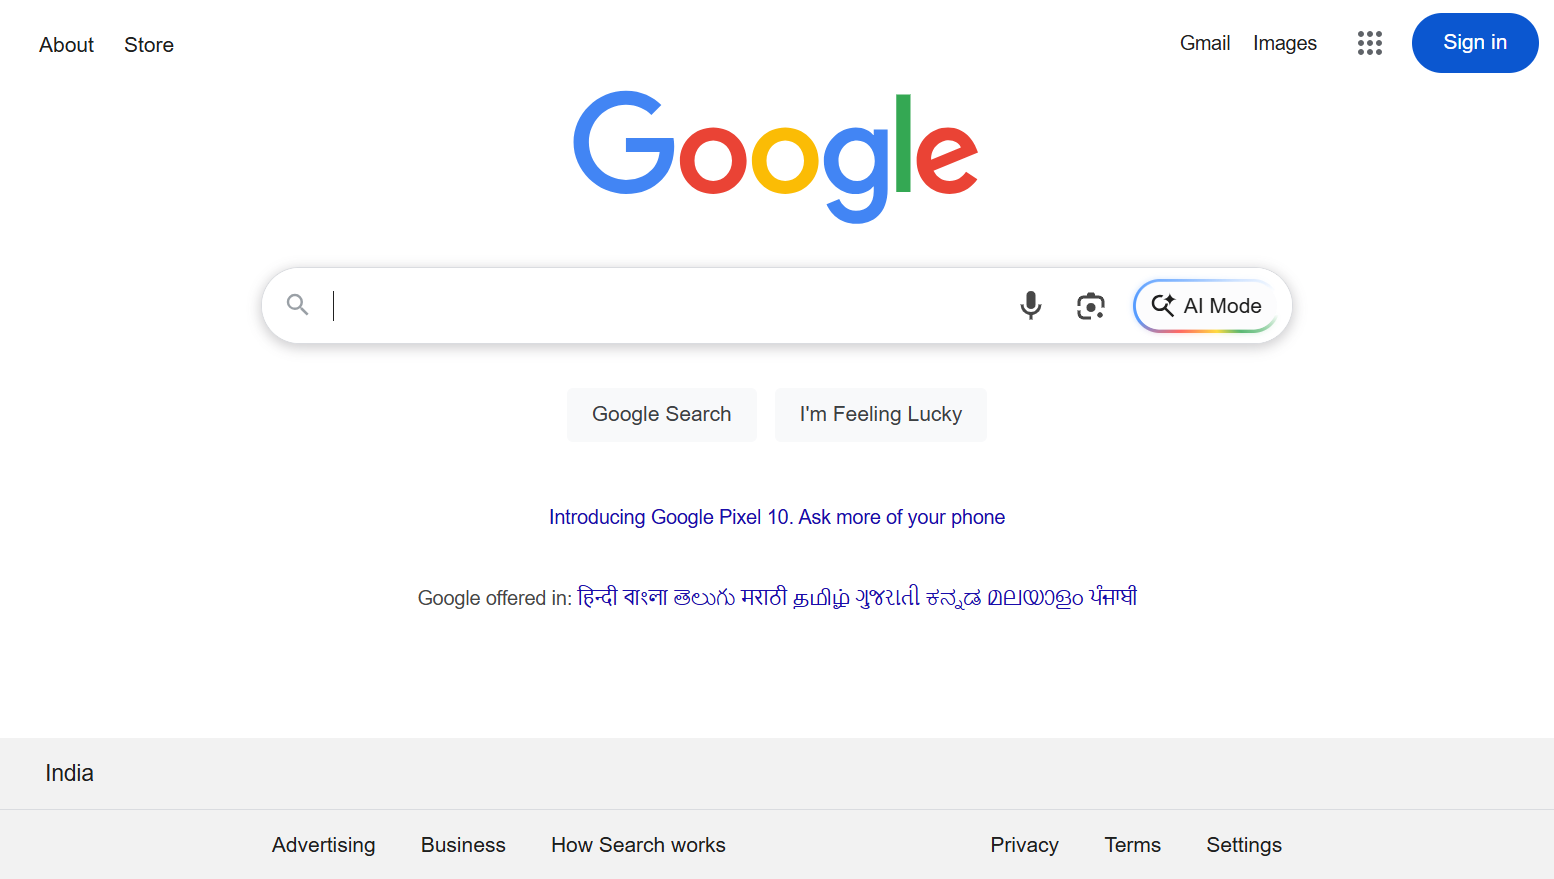 About Store Gmail Images Sign in
Google
AI Mode
Google Search I'm Feeling Lucky
Introducing Google Pixel 10. Ask more of your phone
Google offered in: हिन्दी বাংলা తెలుగు मराठी தமிழ் ગુજરાતી ಕನ್ನಡ മലയാളം ਪੰਜਾਬੀ
India
Advertising Business How Search works Privacy Terms Settings